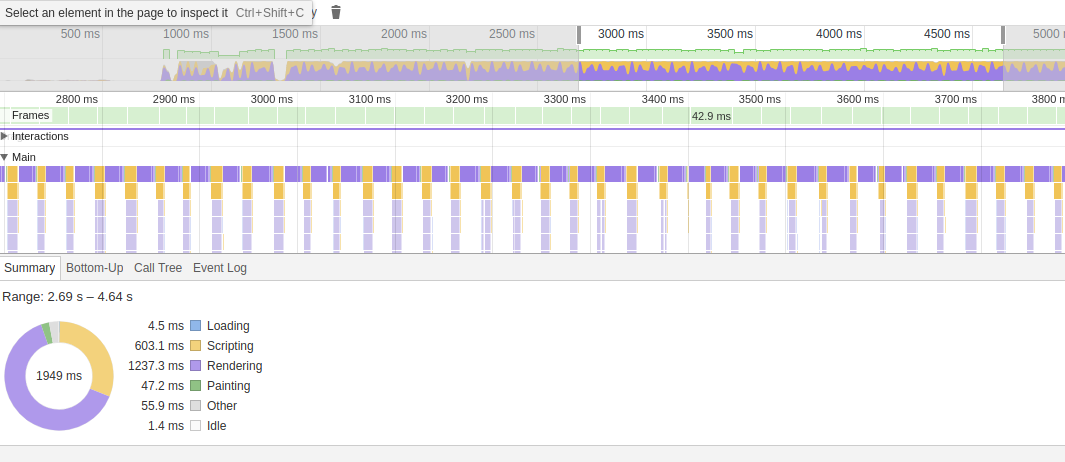 Select an element in the page to inspect it Ctrl+Shift+C
500 ms 1000 ms 1500 ms 2000 ms 2500 ms 3000 ms 3500 ms 4000 ms 4500 ms 5000
2800 ms 2900 ms 3000 ms 3100 ms 3200 ms 3300 ms 3400 ms 3500 ms 3600 ms 3700 ms 3800 m
Frames 42.9 ms
Interactions
Main
Summary Bottom-Up Call Tree Event Log
Range: 2.69 s – 4.64 s
4.5 ms Loading
603.1 ms Scripting
1237.3 ms Rendering
1949 ms
47.2 ms Painting
55.9 ms Other
1.4 ms Idle